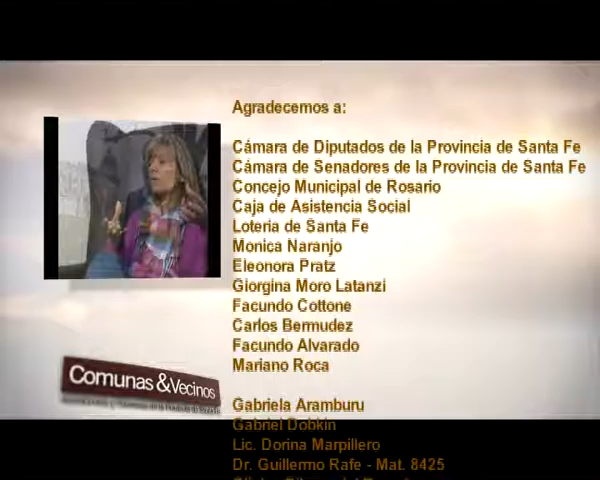 Agradecemos a:
Cámara de Diputados de la Provincia de Santa Fe
Cámara de Senadores de la Provincia de Santa Fe
Concejo Municipal de Rosario
Caja de Asistencia Social
Loteria de Santa Fe
Monica Naranjo
Eleonora Pratz
Giorgina Moro Latanzi
Facundo Cottone
Carlos Bermudez
Facundo Alvarado
Mariano Roca
Gabriela Aramburu
Gabriel Dobkin
Lic. Dorina Marpillero
Dr. Guillermo Rafe - Mat. 8425
Comunas & Vecinos